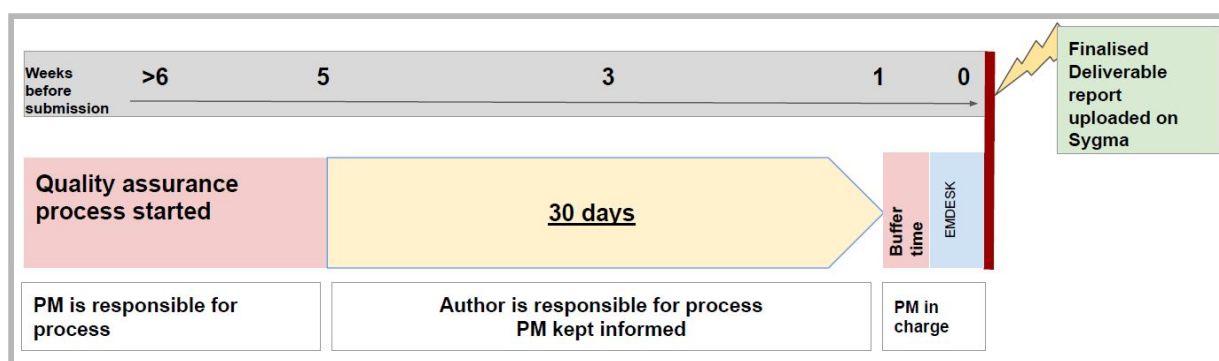 Weeks
before
submission
>6
5
3
1
0
Finalised
Deliverable
report
uploaded on
Sygma
Quality assurance
process started
30 days
Buffer
time
EMDESK
PM is responsible for
process
Author is responsible for process
PM kept informed
PM in
charge